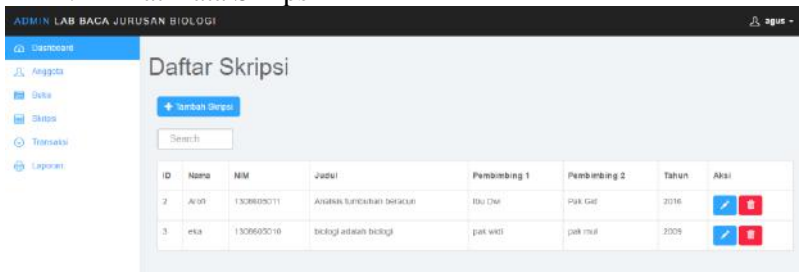 ADMIN LAB BACA JURUSAN BIOLOGI agus
Dashboard
Anggota
Buku
Skripsi
Transaksi
Laporan
Daftar Skripsi
+ Tambah Skripsi
Search
ID Nama NIM Judul Pembimbing 1 Pembimbing 2 Tahun Aksi
2 1308605011 Analisis tumbuhan beracun Ibu Dwi Pak 2016
3 eka 1308605010 biologi adalah biologi pak widi pak mul 2009